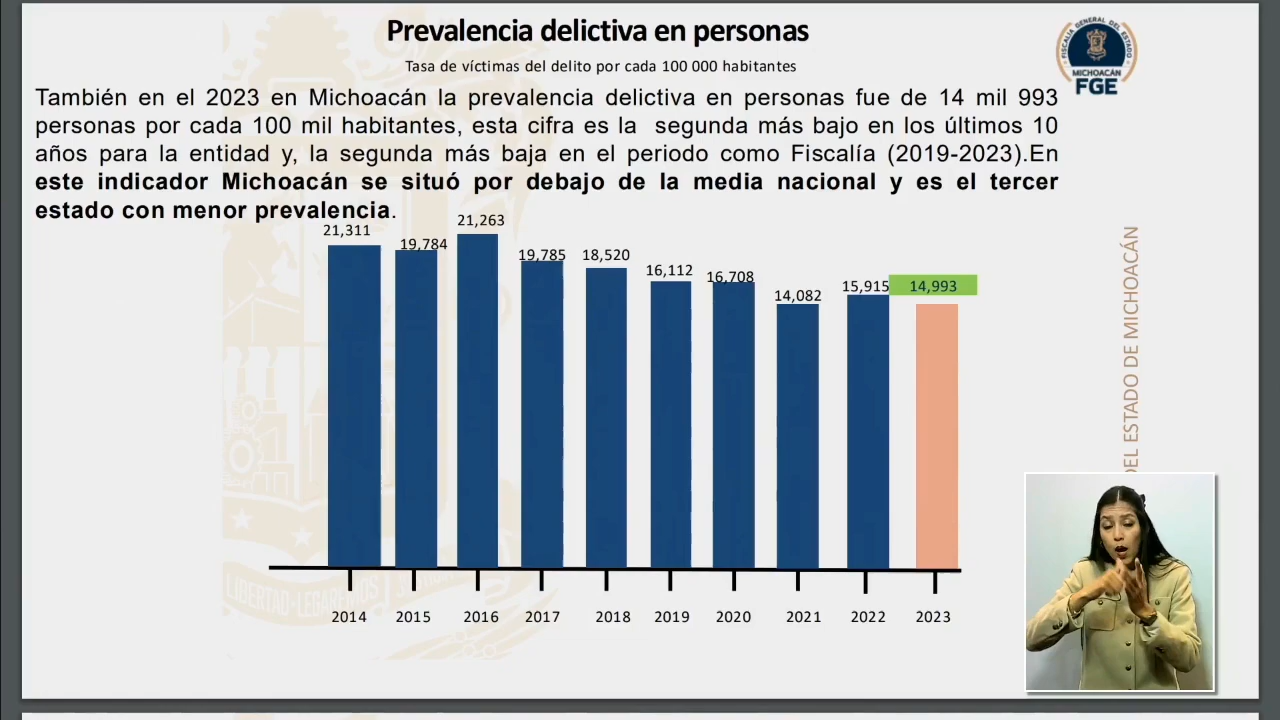 Prevalencia delictiva en personas
Tasa de víctimas del delito por cada 100 000 habitantes
FISCALÍA GENERAL DEL ESTADO
MICHOACÁN
FGE
También en el 2023 en Michoacán la prevalencia delictiva en personas fue de 14 mil 993
personas por cada 100 mil habitantes, esta cifra es la segunda más bajo en los últimos 10
años para la entidad y, la segunda más baja en el periodo como Fiscalía (2019-2023).En
este indicador Michoacán se situó por debajo de la media nacional y es el tercer
estado con menor prevalencia.
21,311
19,784
21,263
19,785
18,520
16,112
16,708
14,082
15,915
14,993
2014 2015 2016 2017 2018 2019 2020 2021 2022 2023
DEL ESTADO DE MICHOACÁN